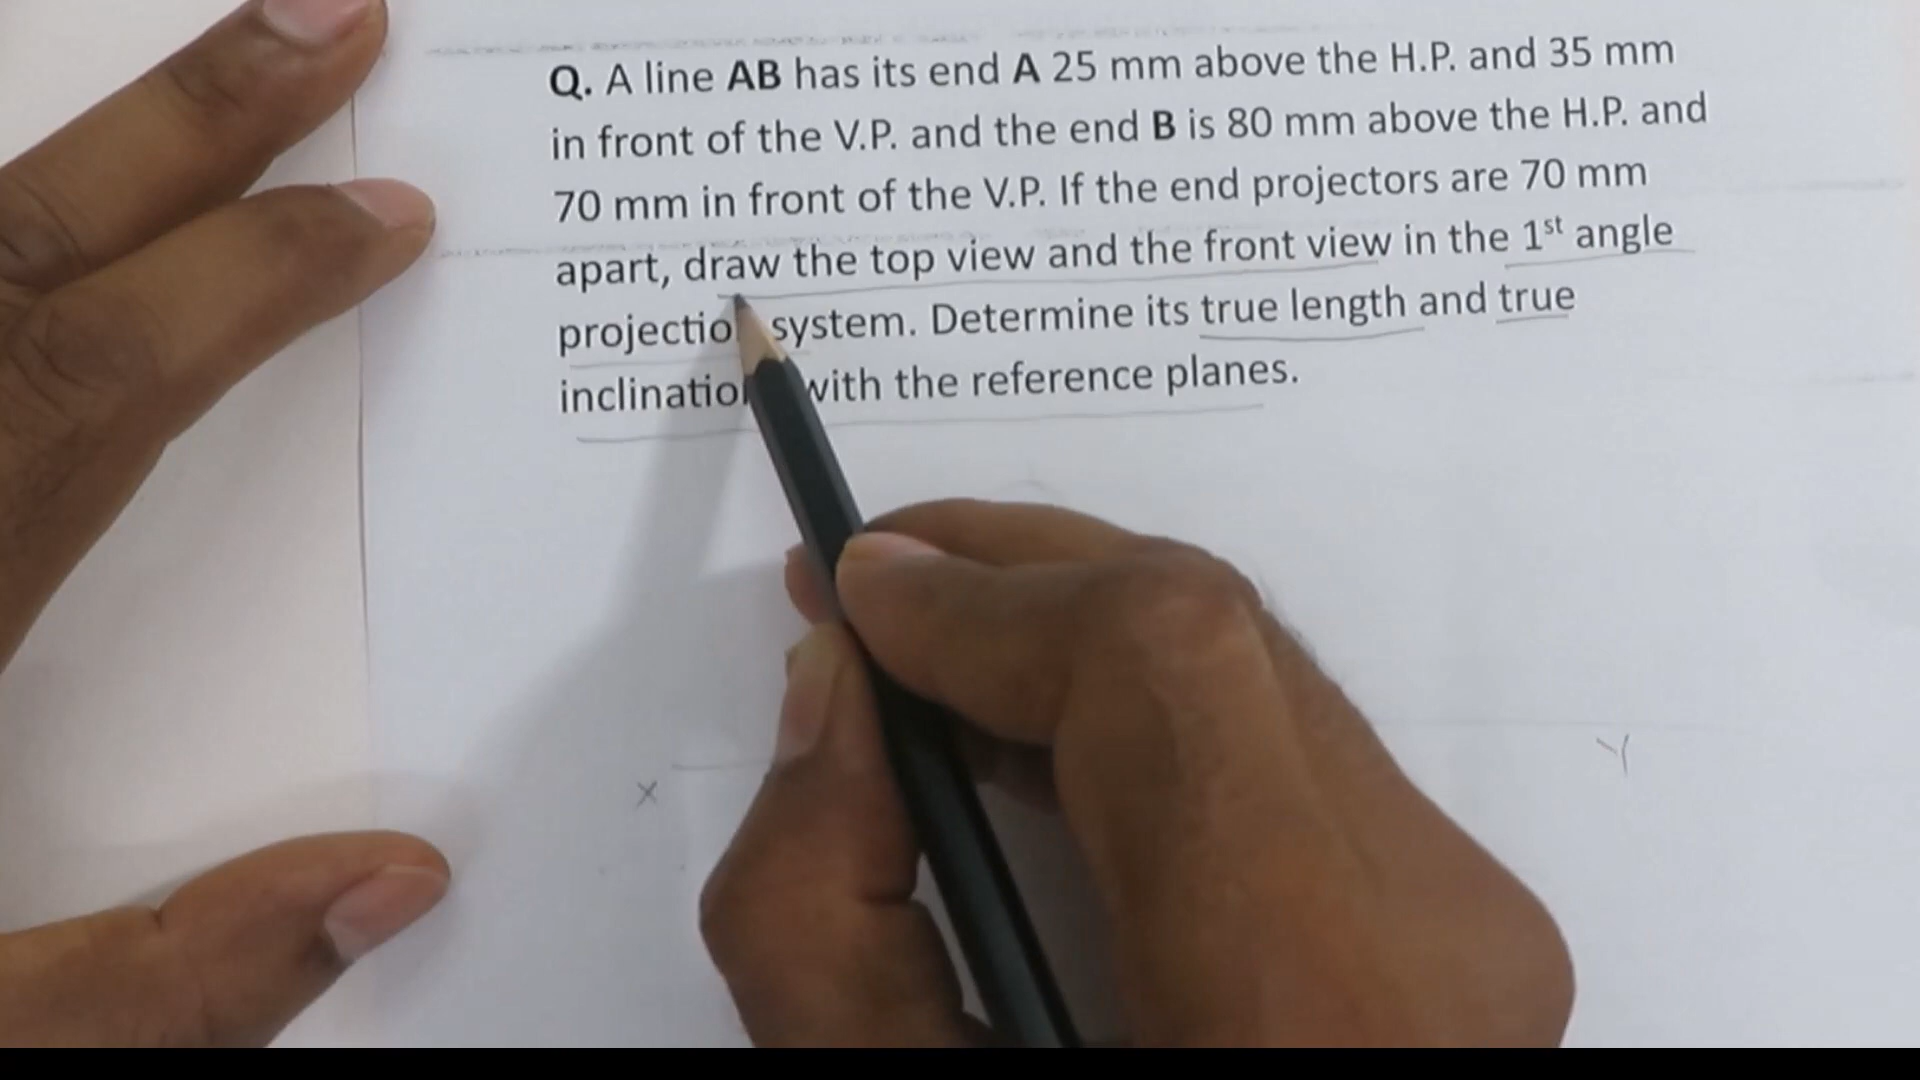 Q. A line AB has its end A 25 mm above the H.P. and 35 mm
in front of the V.P. and the end B is 80 mm above the H.P. and
70 mm in front of the V.P. If the end projectors are 70 mm
apart, draw the top view and the front view in the 1st angle
projectio system. Determine its true length and true
inclinatio with the reference planes.
X Y